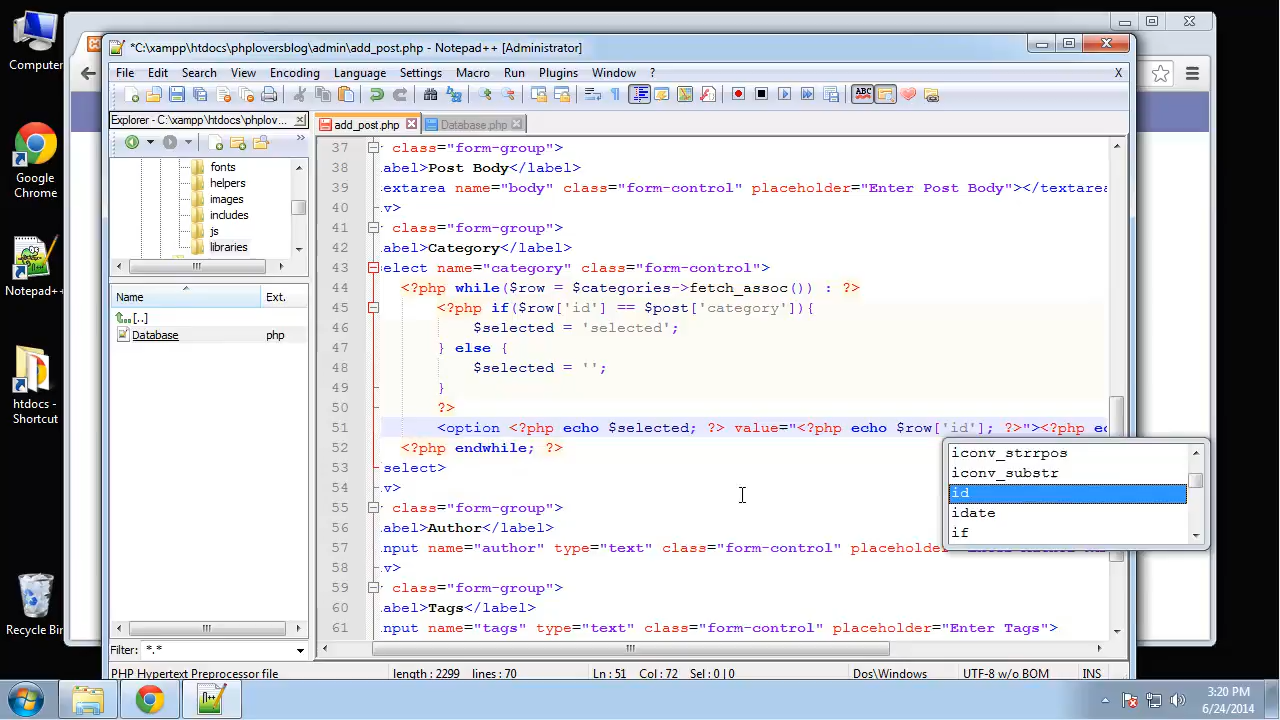 Computer
Google
Chrome
Notepad++
htdocs -
Shortcut
Recycle Bin
*C:\xampp\htdocs\phploversblog\admin\add_post.php - Notepad++ [Administrator]
File Edit Search View Encoding Language Settings Macro Run Plugins Window ? X
Explorer - C:\xampp\htdocs\phplove...
add_post.php Database.php
fonts
helpers
images
includes
js
libraries
Name Ext.
[..]
Database php
Filter: *.*
37 class="form-group">
38 label>Post Body</label>
39 extarea name="body" class="form-control" placeholder="Enter Post Body"></textarea
40 v>
41 class="form-group">
42 label>Category</label>
43 elect name="category" class="form-control">
44 <?php while($row = $categories->fetch_assoc()) : ?>
45 <?php if($row['id'] == $post['category']){
46 $selected = 'selected';
47 } else {
48 $selected = '';
49 }
50 ?>
51 <option <?php echo $selected; ?> value="<?php echo $row['id']; ?>"><?php ec
52 <?php endwhile; ?>
53 select>
54 v>
55 class="form-group">
56 label>Author</label>
57 nput name="author" type="text" class="form-control" placeholder
58 v>
59 class="form-group">
60 label>Tags</label>
61 nput name="tags" type="text" class="form-control" placeholder="Enter Tags">
iconv_strrpos
iconv_substr
id
idate
if
PHP Hypertext Preprocessor file length : 2299 lines : 70 Ln : 51 Col : 72 Sel : 0 | 0 Dos\Windows UTF-8 w/o BOM INS
3:20 PM
6/24/2014